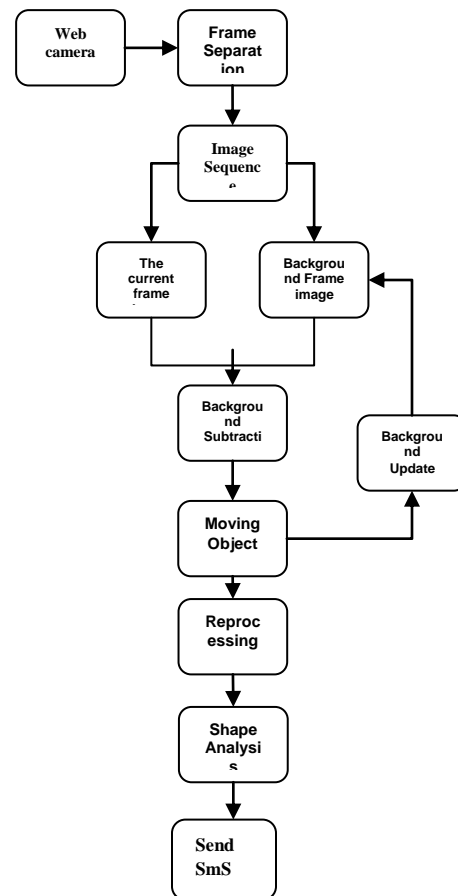 Web
camera
Frame
Separat
ion
Image
Sequenc
e
The
current
frame
Backgrou
nd Frame
image
Backgrou
nd
Subtracti
Backgrou
nd
Update
Moving
Object
Reproc
essing
Shape
Analysi
s
Send
SmS